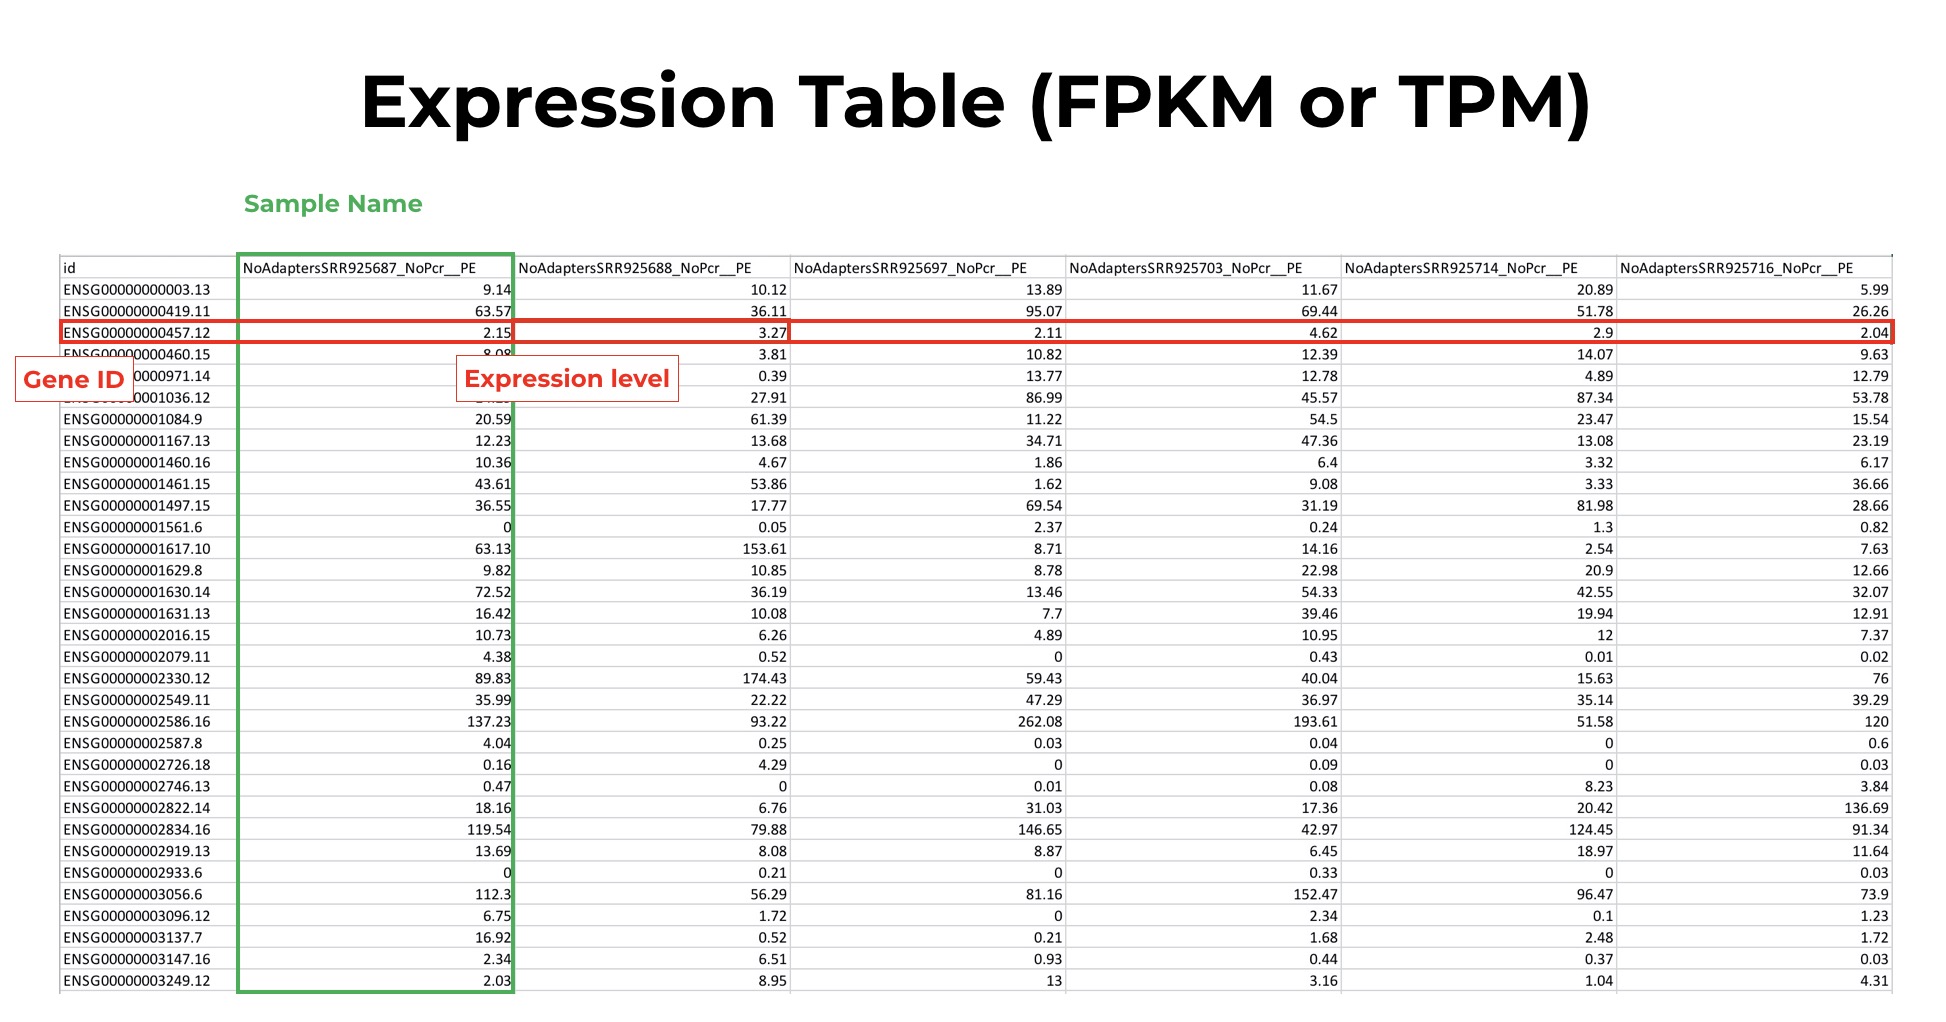 Expression Table (FPKM or TPM)
Sample Name
id NoAdaptersSRR925687_NoPcr__PE NoAdaptersSRR925688_NoPcr__PE NoAdaptersSRR925697_NoPcr__PE NoAdaptersSRR925703_NoPcr__PE NoAdaptersSRR925714_NoPcr__PE NoAdaptersSRR925716_NoPcr__PE
ENSG00000000003.13 9.14 10.12 13.89 11.67 20.89 5.99
ENSG00000000419.11 63.57 36.11 95.07 69.44 51.78 26.26
ENSG00000000457.12 2.15 3.27 2.11 4.62 2.9 2.04
ENSG00000000460.15 8.08 3.81 10.82 12.39 14.07 9.63
Gene ID 0000971.14 Expression level 0.39 13.77 12.78 4.89 12.79
0001036.12 27.91 86.99 45.57 87.34 53.78
ENSG00000001084.9 20.59 61.39 11.22 54.5 23.47 15.54
ENSG00000001167.13 12.23 13.68 34.71 47.36 13.08 23.19
ENSG00000001460.16 10.36 4.67 1.86 6.4 3.32 6.17
ENSG00000001461.15 43.61 53.86 1.62 9.08 3.33 36.66
ENSG00000001497.15 36.55 17.77 69.54 31.19 81.98 28.66
ENSG00000001561.6 0 0.05 2.37 0.24 1.3 0.82
ENSG00000001617.10 63.13 153.61 8.71 14.16 2.54 7.63
ENSG00000001629.8 9.82 10.85 8.78 22.98 20.9 12.66
ENSG00000001630.14 72.52 36.19 13.46 54.33 42.55 32.07
ENSG00000001631.13 16.42 10.08 7.7 39.46 19.94 12.91
ENSG00000002016.15 10.73 6.26 4.89 10.95 12 7.37
ENSG00000002079.11 4.38 0.52 0 0.43 0.01 0.02
ENSG00000002330.12 89.83 174.43 59.43 40.04 15.63 76
ENSG00000002549.11 35.99 22.22 47.29 36.97 35.14 39.29
ENSG00000002586.16 137.23 93.22 262.08 193.61 51.58 120
ENSG00000002587.8 4.04 0.25 0.03 0.04 0 0.6
ENSG00000002726.18 0.16 4.29 0 0.09 0 0.03
ENSG00000002746.13 0.47 0 0.01 0.08 8.23 3.84
ENSG00000002822.14 18.16 6.76 31.03 17.36 20.42 136.69
ENSG00000002834.16 119.54 79.88 146.65 42.97 124.45 91.34
ENSG00000002919.13 13.69 8.08 8.87 6.45 18.97 11.64
ENSG00000002933.6 0 0.21 0 0.33 0 0.03
ENSG00000003056.6 112.3 56.29 81.16 152.47 96.47 73.9
ENSG00000003096.12 6.75 1.72 0 2.34 0.1 1.23
ENSG00000003137.7 16.92 0.52 0.21 1.68 2.48 1.72
ENSG00000003147.16 2.34 6.51 0.93 0.44 0.37 0.03
ENSG00000003249.12 2.03 8.95 13 3.16 1.04 4.31